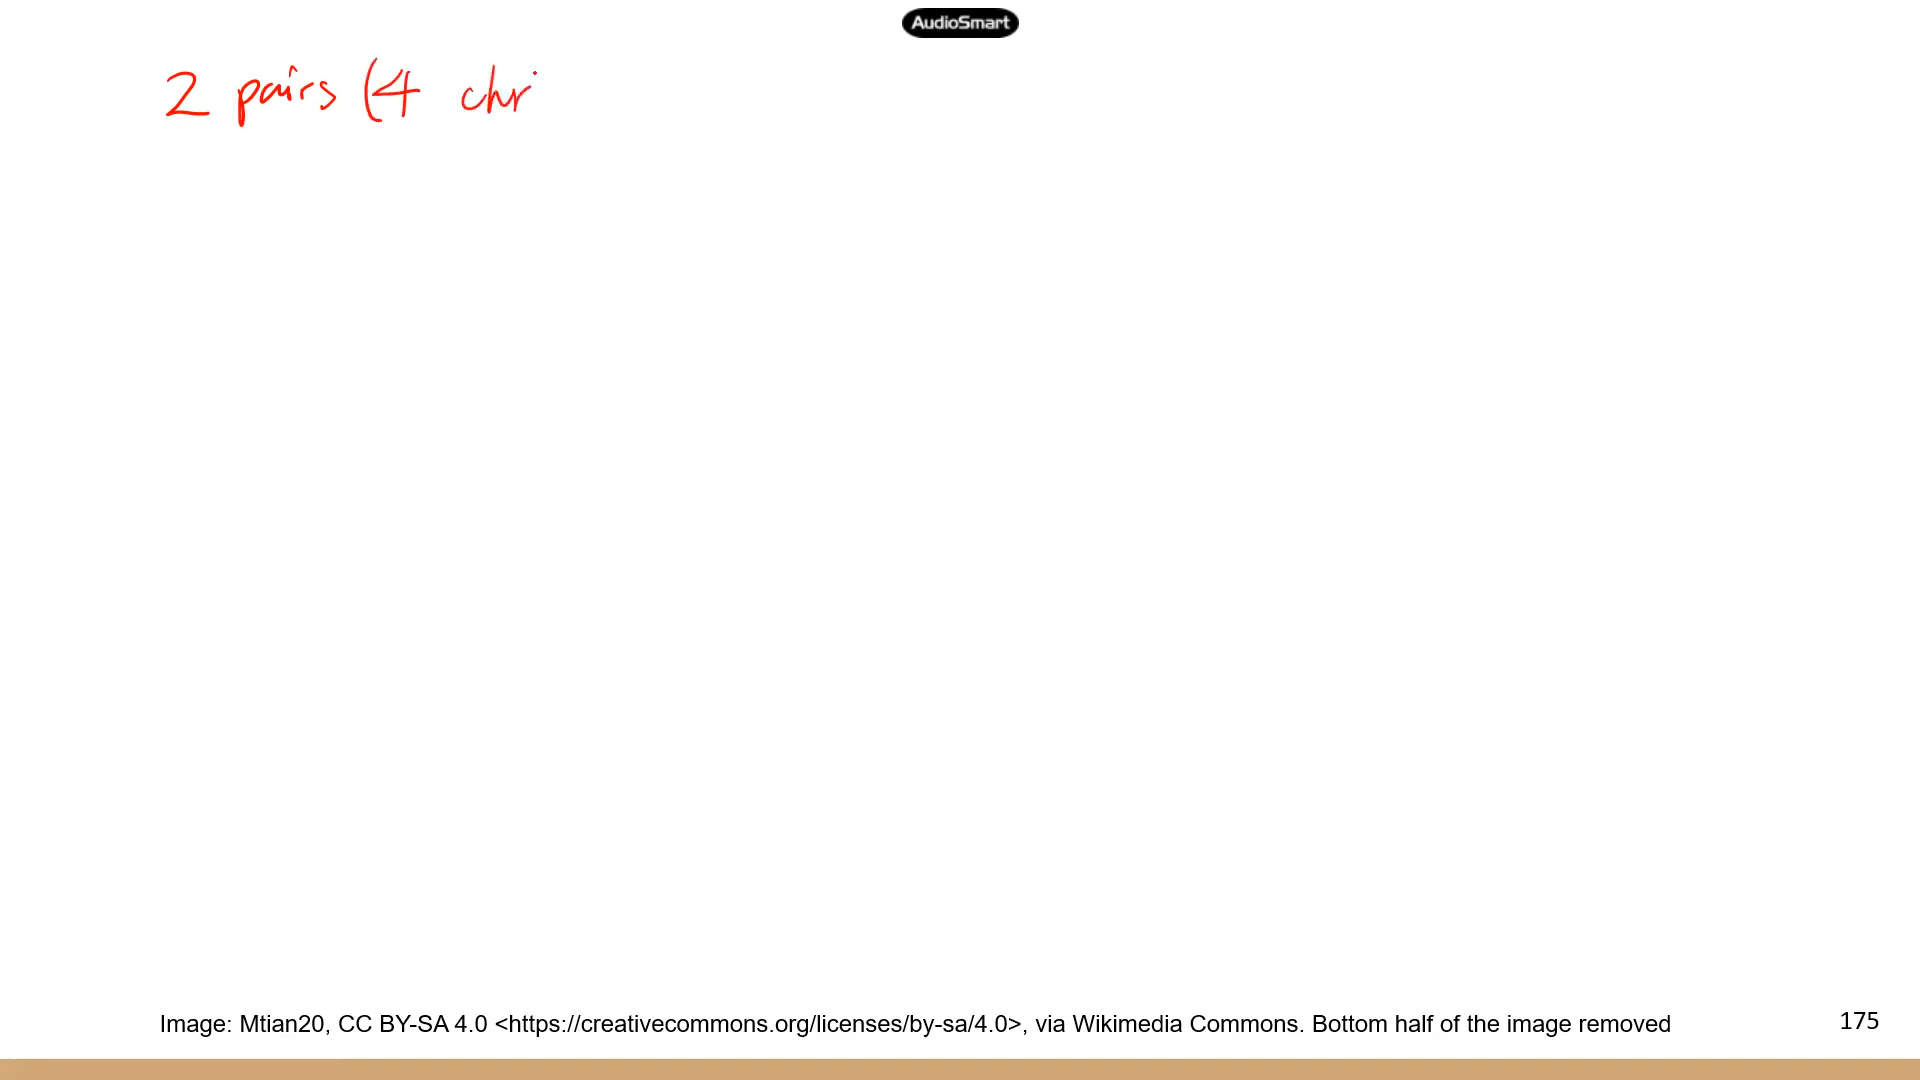 AudioSmart
2 pairs (4 chr
Image: Mtian20, CC BY-SA 4.0 <https://creativecommons.org/licenses/by-sa/4.0>, via Wikimedia Commons. Bottom half of the image removed
175